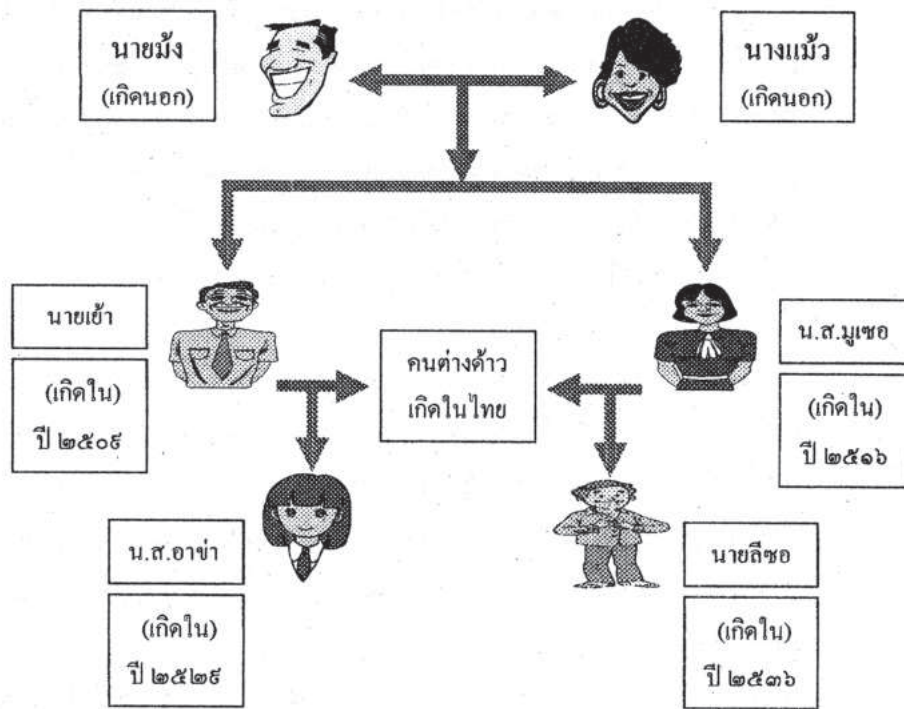 นายม้ง
(เกิดนอก)
นางแม้ว
(เกิดนอก)
นายเย้า
(เกิดใน)
ปี ๒๕๐๙
คนต่างด้าว
เกิดในไทย
น.ส.มูเซอ
(เกิดใน)
ปี ๒๕๑๖
น.ส.อาข่า
(เกิดใน)
ปี ๒๕๒๙
นายลีซอ
(เกิดใน)
ปี ๒๕๓๖